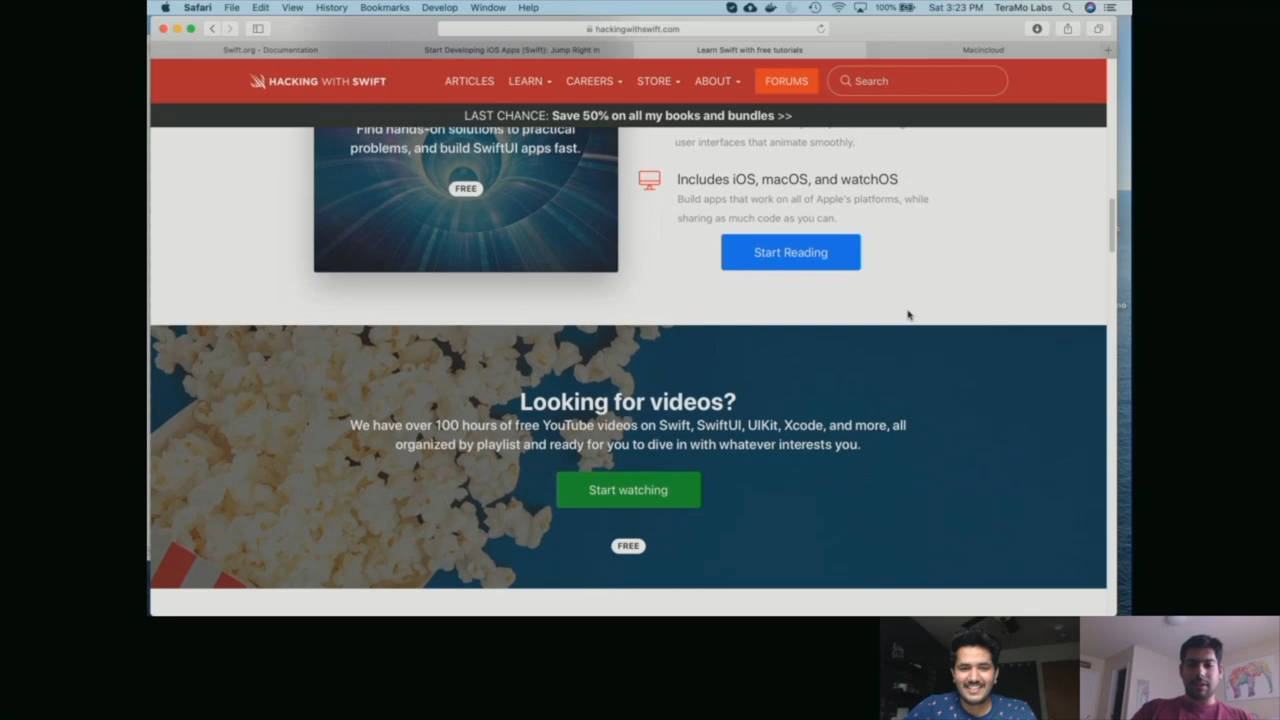 Safari File Edit View History Bookmarks Develop Window Help 100% Sat 3:23 PM TeraMo Labs
hackingwithswift.com
Swift.org - Documentation Start Developing iOS Apps (Swift): Jump Right in Learn Swift with free tutorials Macincloud
HACKING WITH SWIFT ARTICLES LEARN CAREERS STORE ABOUT FORUMS Search
LAST CHANCE: Save 50% on all my books and bundles >>
Find hands-on solutions to practical
problems, and build SwiftUI apps fast.
FREE
user interfaces that animate smoothly.
Includes iOS, macOS, and watchOS
Build apps that work on all of Apple's platforms, while
sharing as much code as you can.
Start Reading
Looking for videos?
We have over 100 hours of free YouTube videos on Swift, SwiftUI, UIKit, Xcode, and more, all
organized by playlist and ready for you to dive in with whatever interests you.
Start watching
FREE